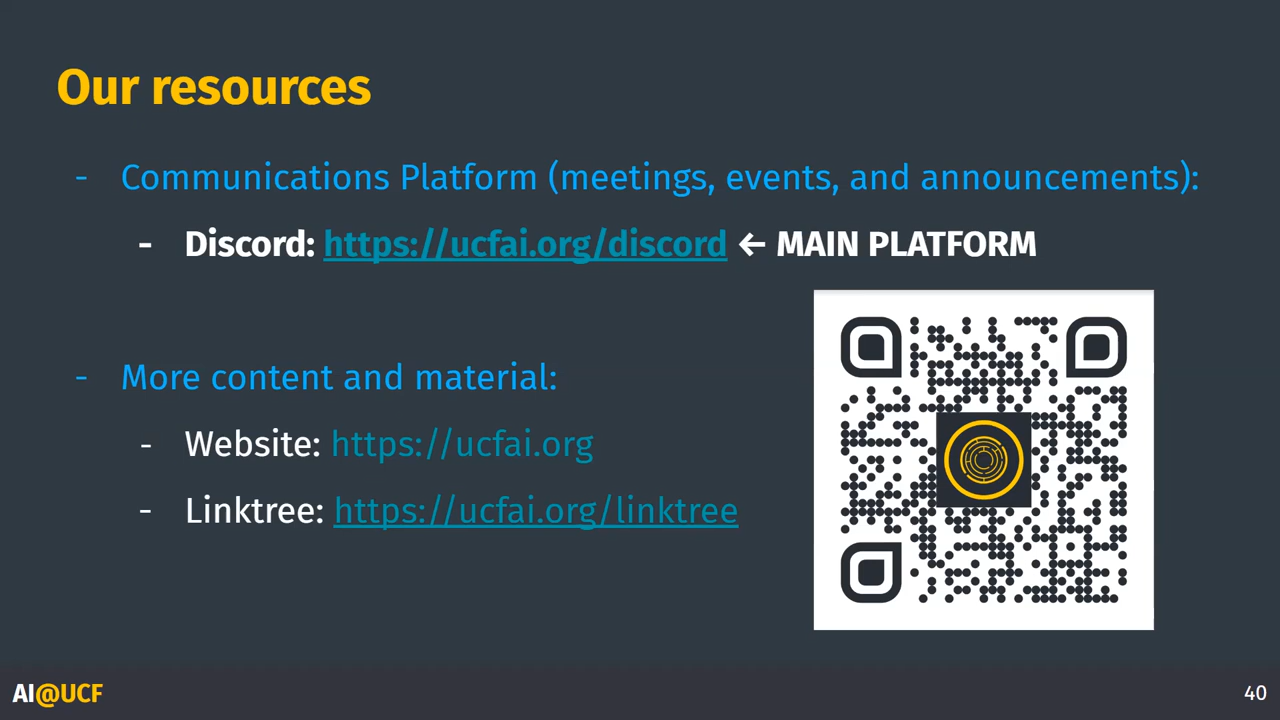 Our resources
- Communications Platform (meetings, events, and announcements):
- Discord: https://ucfai.org/discord ← MAIN PLATFORM
- More content and material:
- Website: https://ucfai.org
- Linktree: https://ucfai.org/linktree
AI@UCF
40